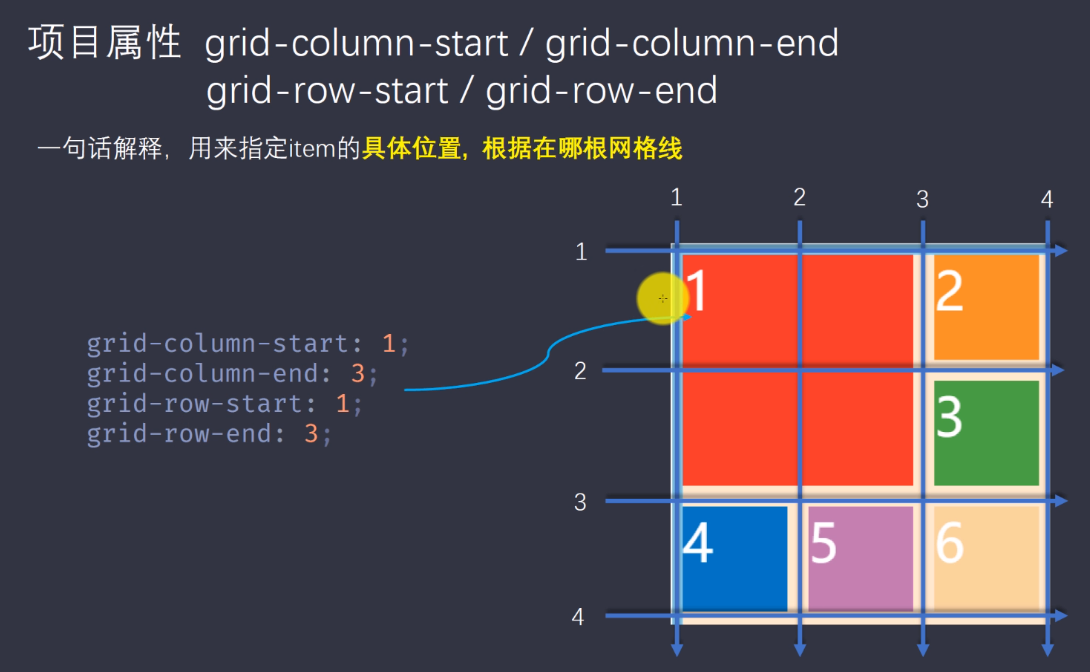 项目属性 grid-column-start / grid-column-end
grid-row-start / grid-row-end
一句话解释，用来指定item的具体位置, 根据在哪根网格线
1 2 3 4
1
1 2
grid-column-start: 1;
grid-column-end: 3;
2
grid-row-start: 1;
3
grid-row-end: 3;
3
4 5 6
4